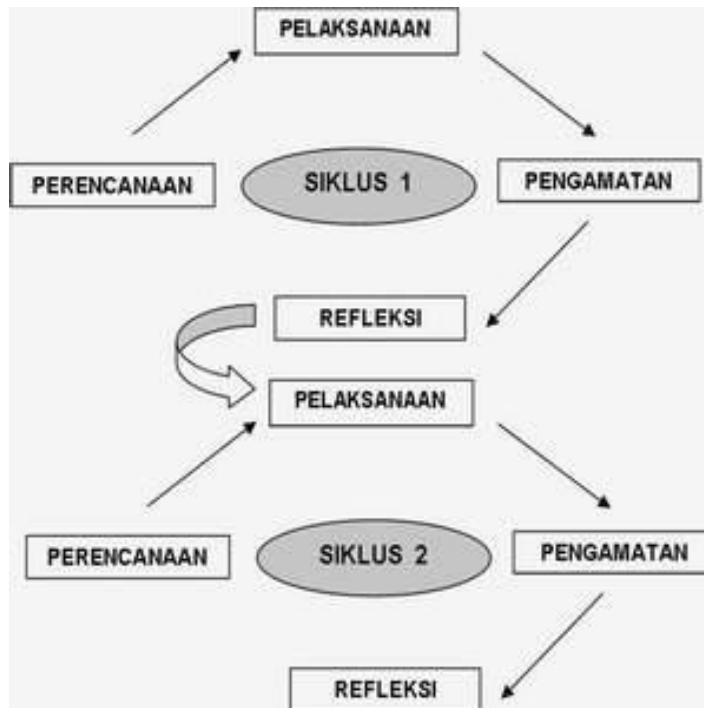 PELAKSANAAN
PERENCANAAN
SIKLUS 1
PENGAMATAN
REFLEKSI
PELAKSANAAN
PERENCANAAN
SIKLUS 2
PENGAMATAN
REFLEKSI